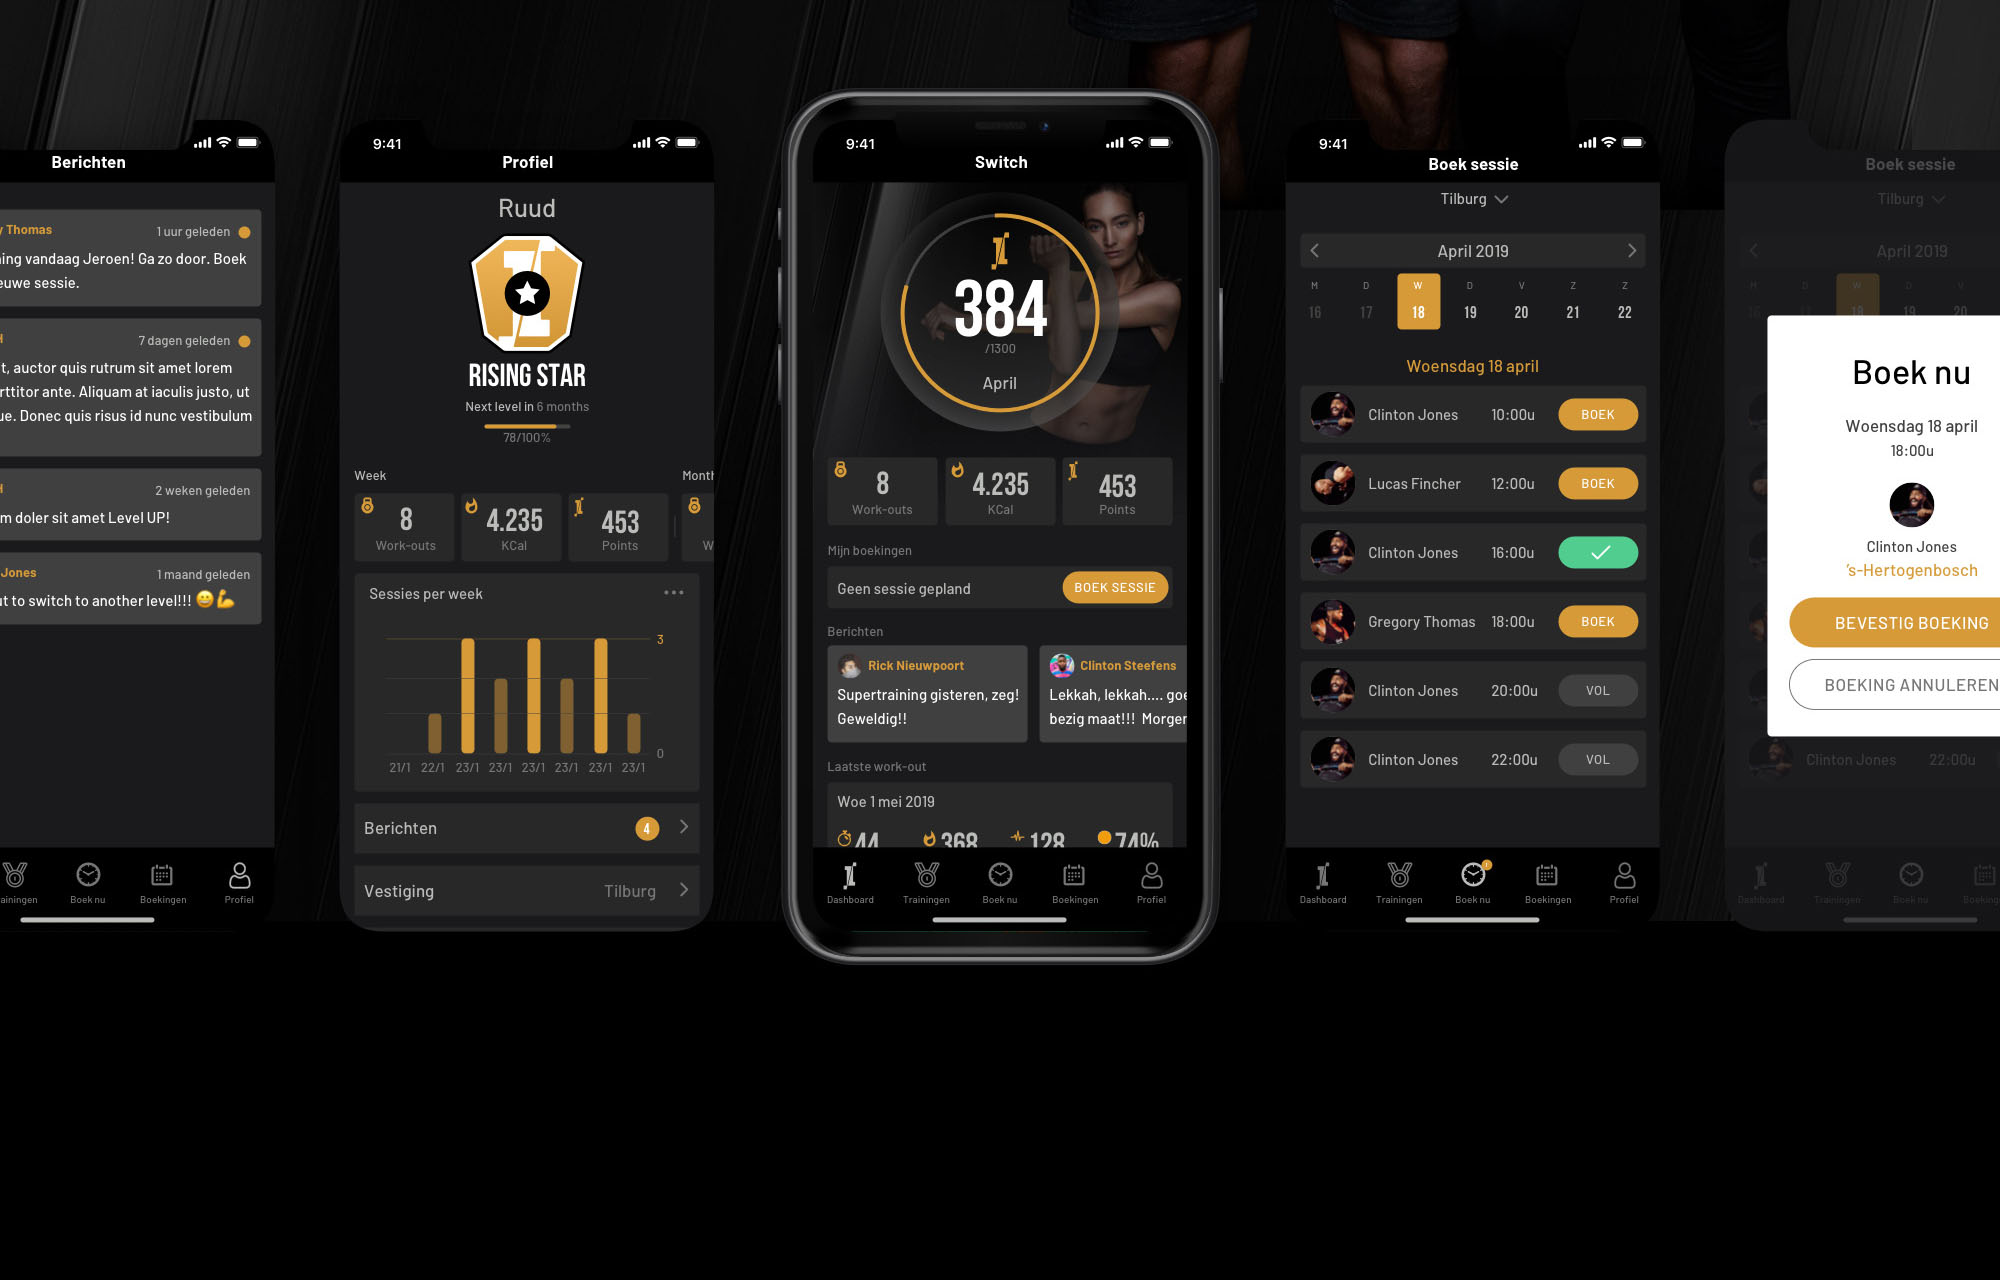 Berichten
y Thomas
1 uur geleden
ning vandaag Jeroen! Ga zo door. Boek
euwe sessie.
H
7 dagen geleden
t, auctor quis rutrum sit amet lorem
rttitor ante. Aliquam at iaculis justo, ut
ue. Donec quis risus id nunc vestibulum
H
2 weken geleden
m doler sit amet Level UP!
Jones
1 maand geleden
ut to switch to another level!!! 😄💪
ainingen
Boek nu
Boekingen
Profiel
9:41
Profiel
Ruud
RISING STAR
Next level in 6 months
78/100%
Week
Month
8
Work-outs
4.235
KCal
453
Points
W
Sessies per week
3
0
21/1 22/1 23/1 23/1 23/1 23/1 23/1 23/1
Berichten
4
Vestiging
Tilburg
9:41
Switch
384
/1300
April
8
Work-outs
4.235
KCal
453
Points
Mijn boekingen
Geen sessie gepland
BOEK SESSIE
Berichten
Rick Nieuwpoort
Supertraining gisteren, zeg!
Geweldig!!
Clinton Steefens
Lekkah, lekkah.... goe
bezig maat!!! Morgen
Laatste work-out
Woe 1 mei 2019
44
368
128
74%
Dashboard
Trainingen
Boek nu
Boekingen
Profiel
9:41
Boek sessie
Tilburg
April 2019
M D W D V Z Z
16 17 18 19 20 21 22
Woensdag 18 april
Clinton Jones 10:00u BOEK
Lucas Fincher 12:00u BOEK
Clinton Jones 16:00u
Gregory Thomas 18:00u BOEK
Clinton Jones 20:00u VOL
Clinton Jones 22:00u VOL
Dashboard
Trainingen
Boek nu
Boekingen
Profiel
Boek sessie
Tilburg
April 2019
M D W D V
16 17 18 19 20
Boek nu
Woensdag 18 april
18:00u
Clinton Jones
's-Hertogenbosch
BEVESTIG BOEKING
BOEKING ANNULEREN
Clinton Jones 22:00u
Dashboard
Trainingen
Boek nu
Boeking